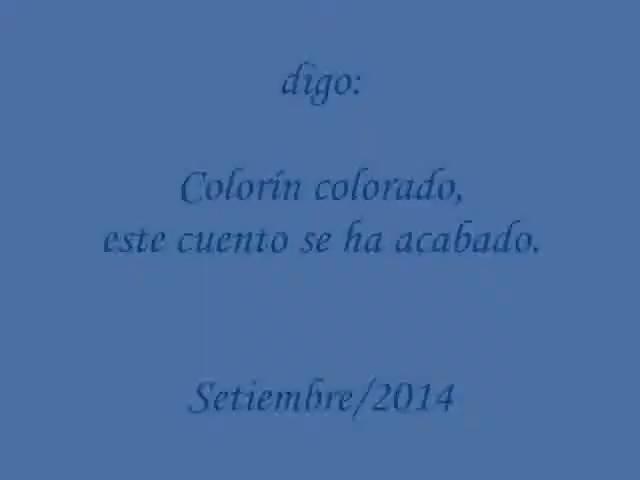 digo:
Colorín colorado,
este cuento se ha acabado.
Setiembre/2014